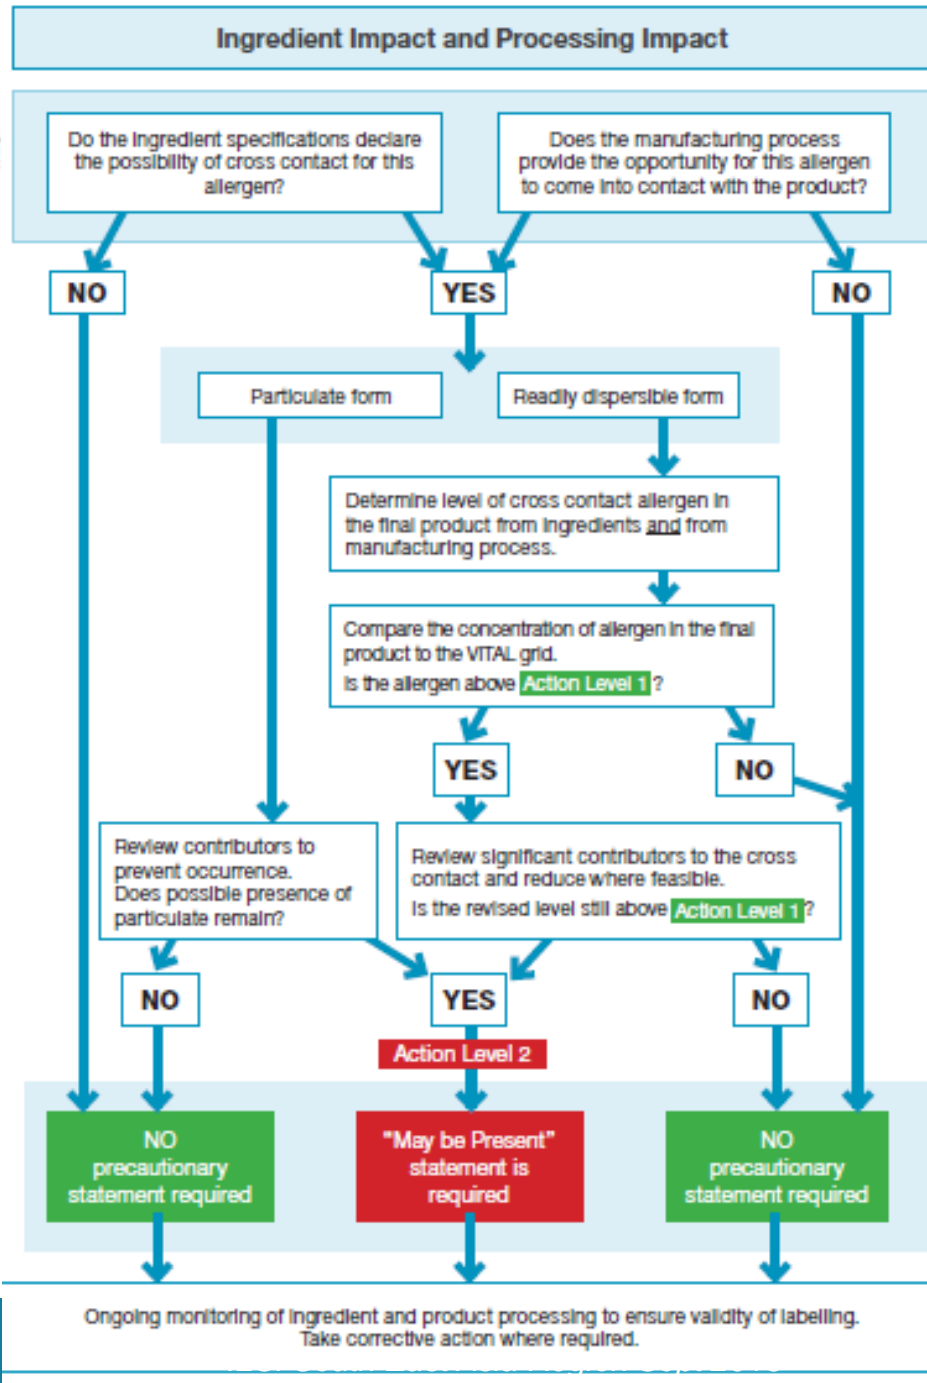 Ingredient Impact and Processing Impact
Do the ingredient specifications declare
the possibility of cross contact for this
allergen?
Does the manufacturing process
provide the opportunity for this allergen
to come into contact with the product?
NO
YES
NO
Particulate form
Readily dispersible form
Determine level of cross contact allergen in
the final product from ingredients and from
manufacturing process.
Compare the concentration of allergen in the final
product to the VITAL grid.
Is the allergen above Action Level 1 ?
YES
NO
Review contributors to
prevent occurrence.
Does possible presence of
particulate remain?
Review significant contributors to the cross
contact and reduce where feasible.
Is the revised level still above Action Level 1 ?
NO
YES
NO
Action Level 2
NO
precautionary
statement required
"May be Present"
statement is
required
NO
precautionary
statement required
Ongoing monitoring of ingredient and product processing to ensure validity of labelling.
Take corrective action where required.